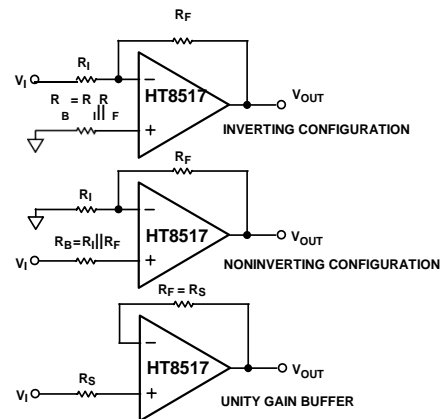 RF
VI
RI
−
HT8517
VOUT
R = R R
B I||F
+
INVERTING CONFIGURATION
RF
RI
−
HT8517
VOUT
RB=RI||RF
VI
+
NONINVERTING CONFIGURATION
RF = RS
−
HT8517
VOUT
VI
RS
+
UNITY GAIN BUFFER